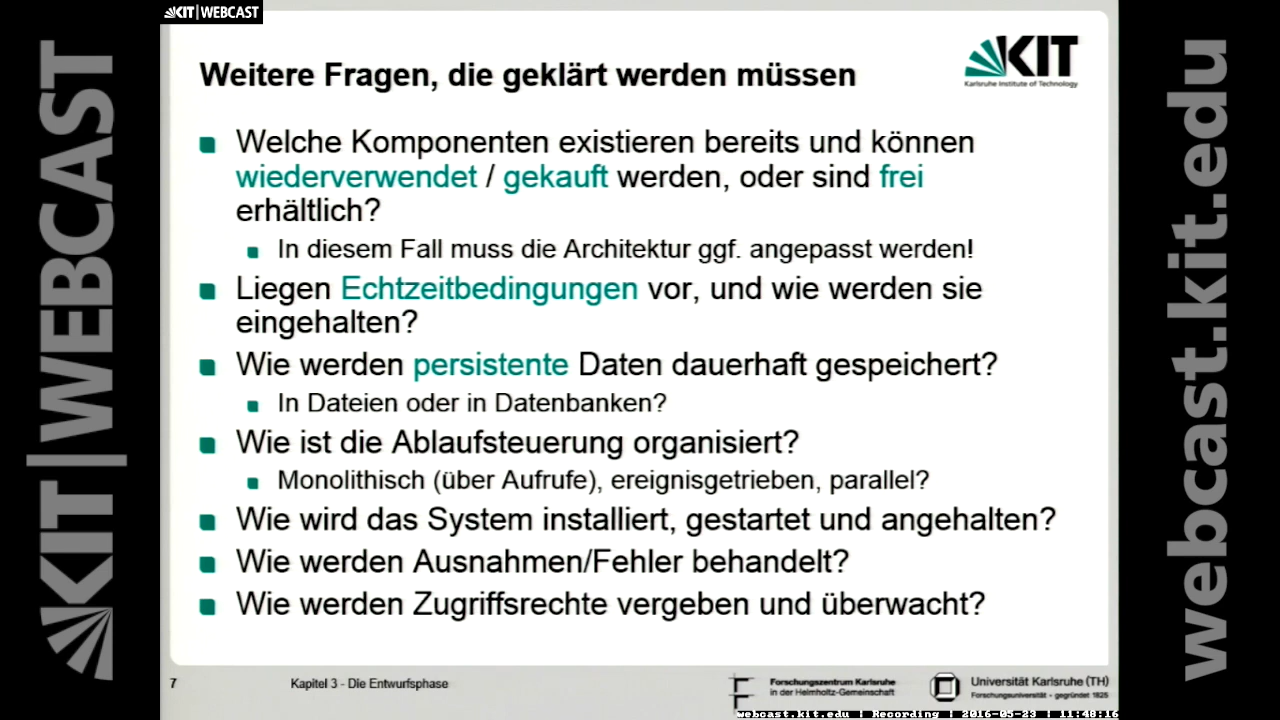 KIT | WEBCAST
KIT | WEBCAST
webcast.kit.edu
KIT
Karlsruhe Institute of Technology
Weitere Fragen, die geklärt werden müssen
Welche Komponenten existieren bereits und können
wiederverwendet / gekauft werden, oder sind frei
erhältlich?
In diesem Fall muss die Architektur ggf. angepasst werden!
Liegen Echtzeitbedingungen vor, und wie werden sie
eingehalten?
Wie werden persistente Daten dauerhaft gespeichert?
In Dateien oder in Datenbanken?
Wie ist die Ablaufsteuerung organisiert?
Monolithisch (über Aufrufe), ereignisgetrieben, parallel?
Wie wird das System installiert, gestartet und angehalten?
Wie werden Ausnahmen/Fehler behandelt?
Wie werden Zugriffsrechte vergeben und überwacht?
7
Kapitel 3 - Die Entwurfsphase
Forschungszentrum Karlsruhe
in der Helmholtz-Gemeinschaft
Universität Karlsruhe (TH)
Forschungsuniversität • gegründet 1825
webcast.kit.edu | Recording | 2016-05-23 | 11:48:16